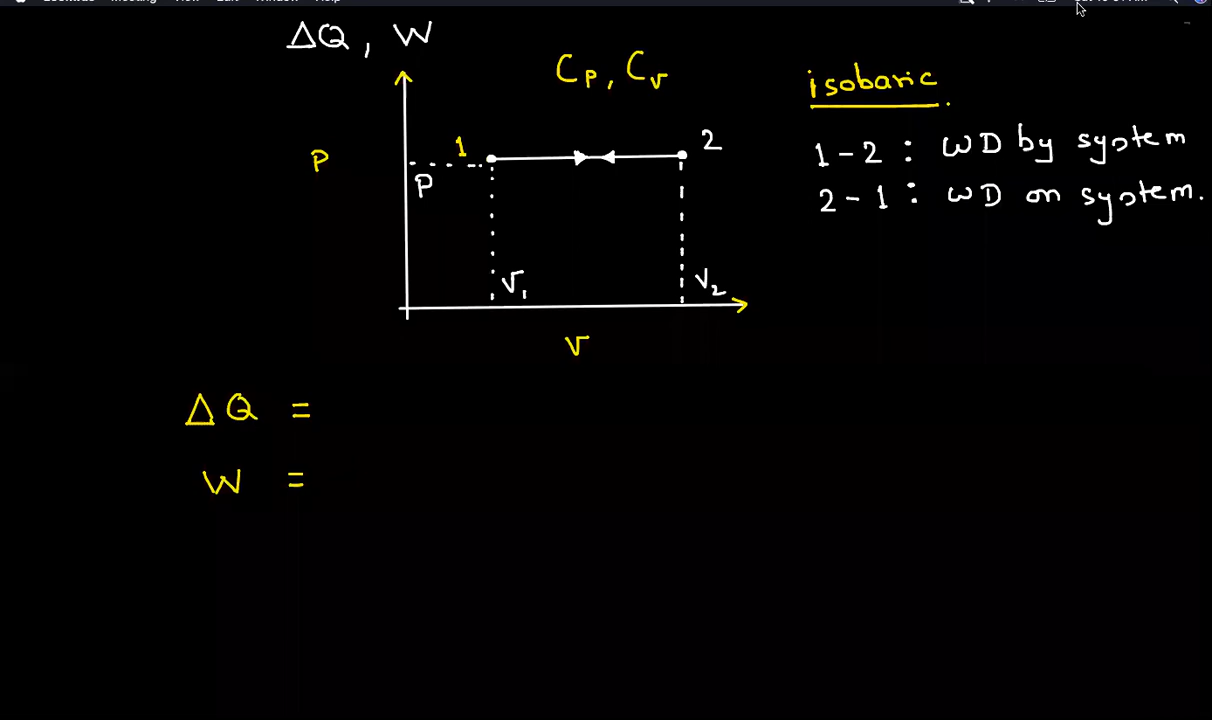 ΔQ, W
Cp, Cv
isobaric.
1-2 : WD by system
2-1 : WD on system.
P
1
2
P
V₁
V₂
V
ΔQ =
W =